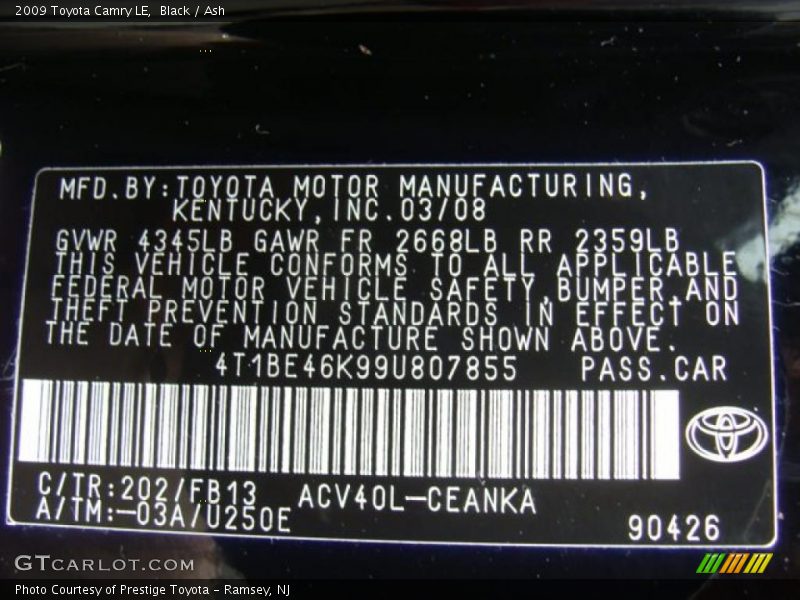 2009 Toyota Camry LE,  Black / Ash
MFD.BY:TOYOTA MOTOR MANUFACTURING,
KENTUCKY,INC.03/08
GVWR 4345LB GAWR FR 2668LB RR 2359LB
THIS VEHICLE CONFORMS TO ALL APPLICABLE
FEDERAL MOTOR VEHICLE SAFETY,BUMPER,AND
THEFT PREVENTION STANDARDS IN EFFECT ON
THE DATE OF MANUFACTURE SHOWN ABOVE.
4T1BE46K99U807855 PASS.CAR
C/TR:202/FB13 ACV40L-CEANKA
A/TM:-03A/U250E
90426
GTCARLOT.COM
Photo Courtesy of Prestige Toyota - Ramsey, NJ